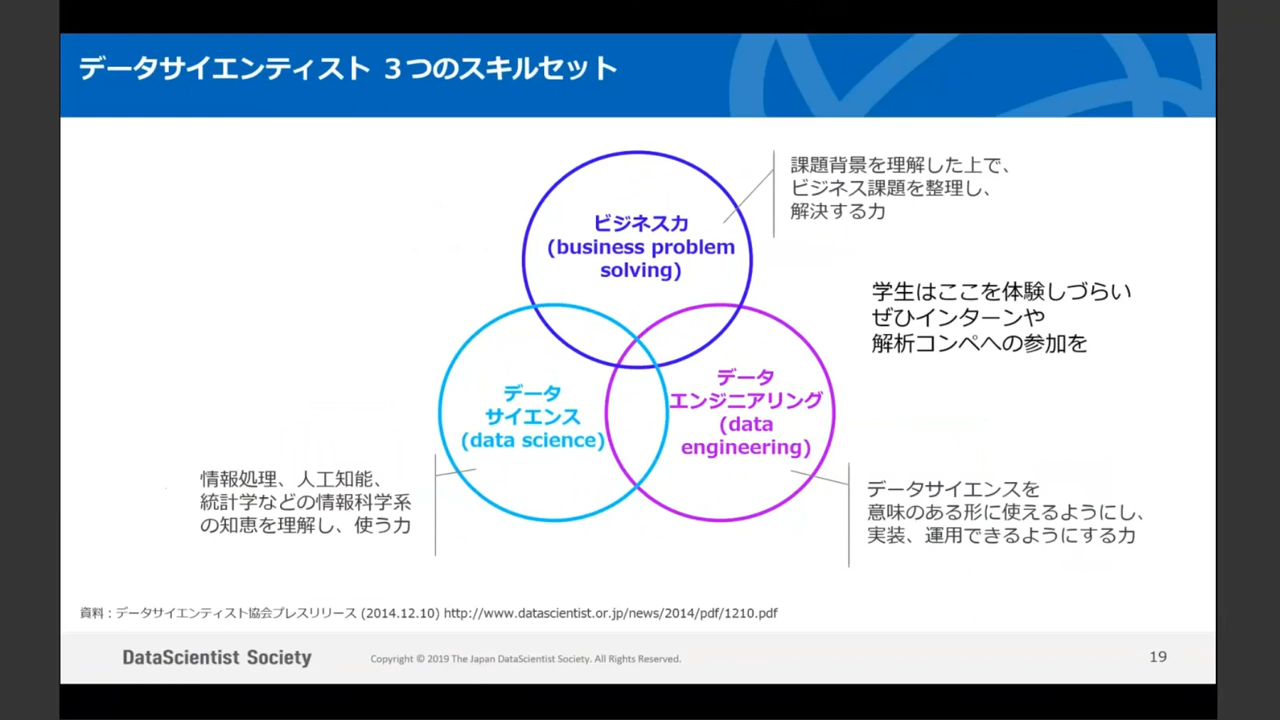 データサイエンティスト 3つのスキルセット
課題背景を理解した上で、
ビジネス課題を整理し、
解決する力
ビジネス力
(business problem
solving)
学生はここを体験しづらい
ぜひインターンや
解析コンペへの参加を
データ
サイエンス
(data science)
データ
エンジニアリング
(data
engineering)
情報処理、人工知能、
統計学などの情報科学系
の知恵を理解し、使う力
データサイエンスを
意味のある形に使えるようにし、
実装、運用できるようにする力
資料：データサイエンティスト協会プレスリリース (2014.12.10) http://www.datascientist.or.jp/news/2014/pdf/1210.pdf
DataScientist Society
Copyright © 2019 The Japan DataScientist Society. All Rights Reserved.
19